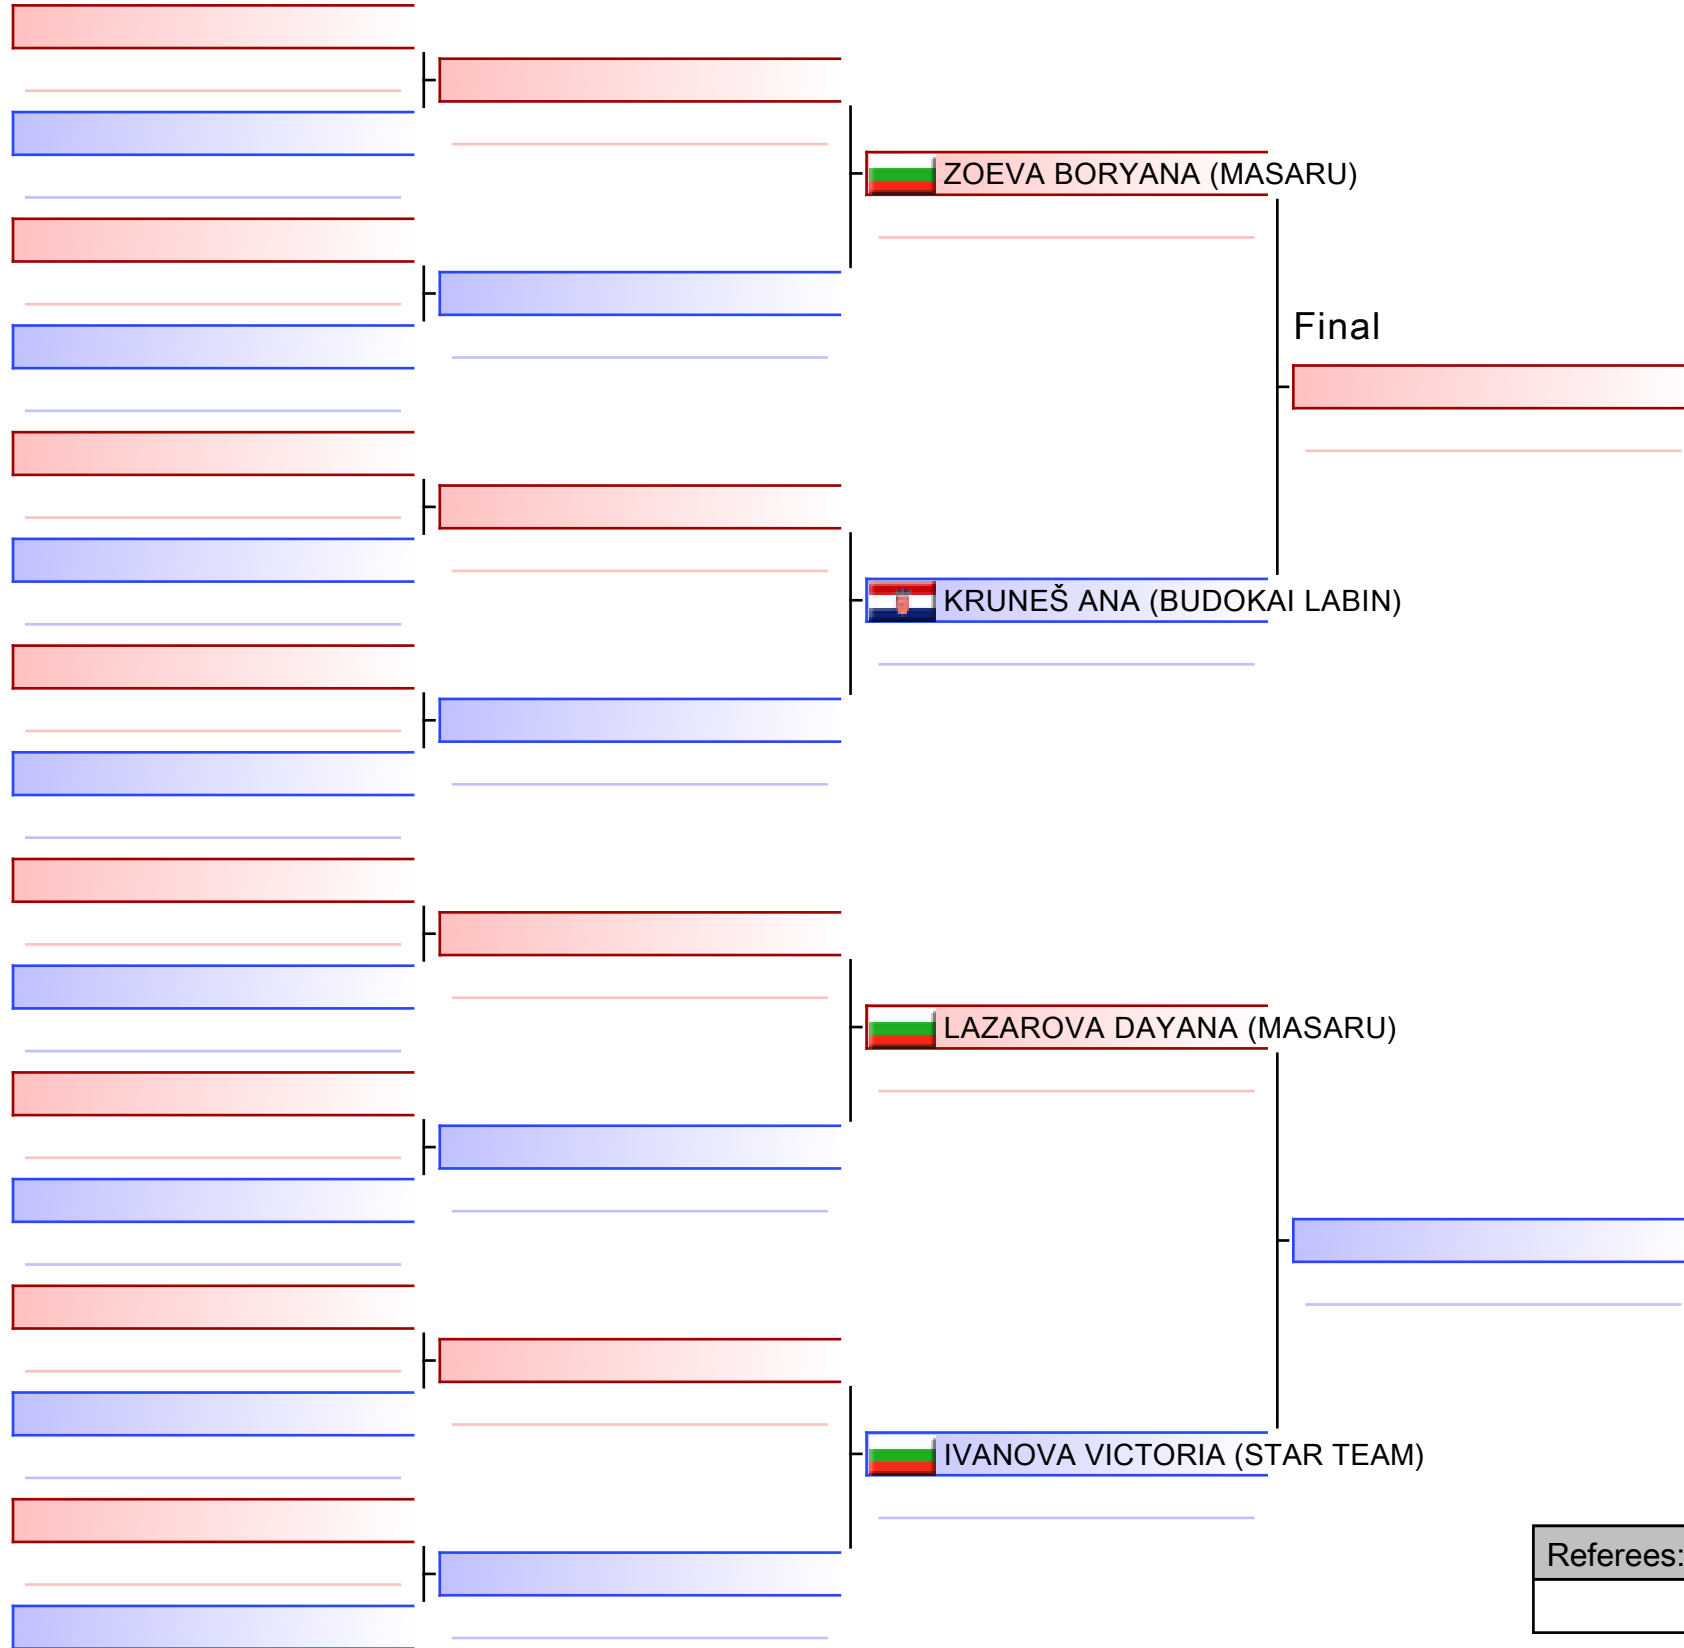 ZOEVA BORYANA (MASARU)
Final
KRUNEŠ ANA (BUDOKAI LABIN)
LAZAROVA DAYANA (MASARU)
IVANOVA VICTORIA (STAR TEAM)
Referees: